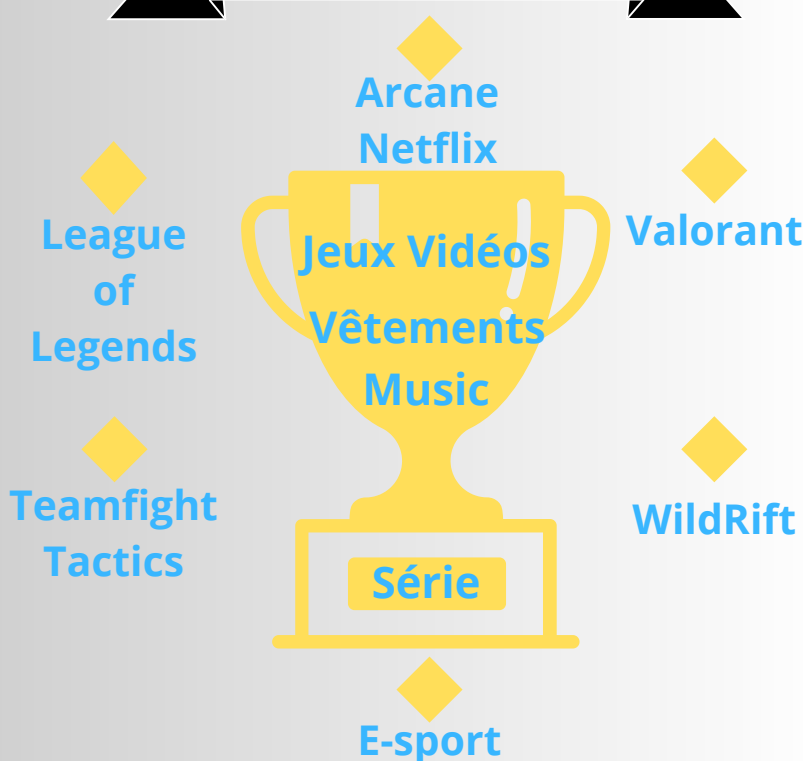 Arcane
Netflix
League
of
Legends
Jeux Vidéos
Vêtements
Music
Valorant
Teamfight
Tactics
WildRift
Série
E-sport